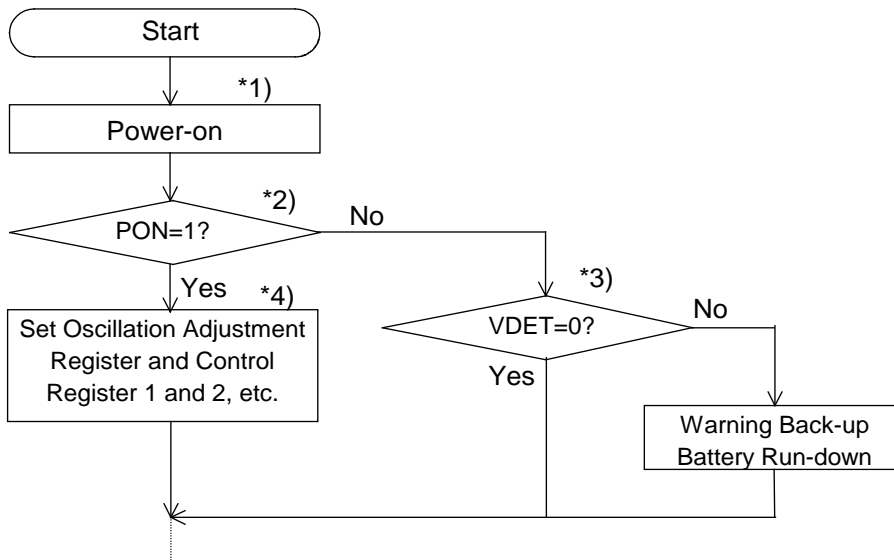 Start
*1)
Power-on
*2)
PON=1?
No
Yes
*4)
Set Oscillation Adjustment
Register and Control
Register 1 and 2, etc.
*3)
VDET=0?
No
Yes
Warning Back-up
Battery Run-down